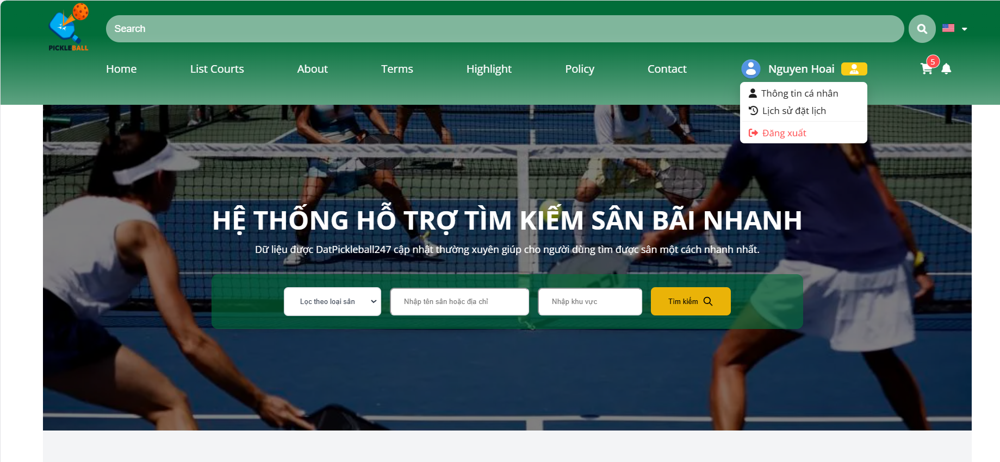 PICKLEBALL
Search
Home
List Courts
About
Terms
Highlight
Policy
Contact
Nguyen Hoai
5
Thông tin cá nhân
Lịch sử đặt lịch
Đăng xuất
HỆ THỐNG HỖ TRỢ TÌM KIẾM SÂN BÃI NHANH
Dữ liệu được DatPickleball247 cập nhật thường xuyên giúp cho người dùng tìm được sân một cách nhanh nhất.
Lọc theo loại sân
Nhập tên sân hoặc địa chỉ
Nhập khu vực
Tìm kiếm